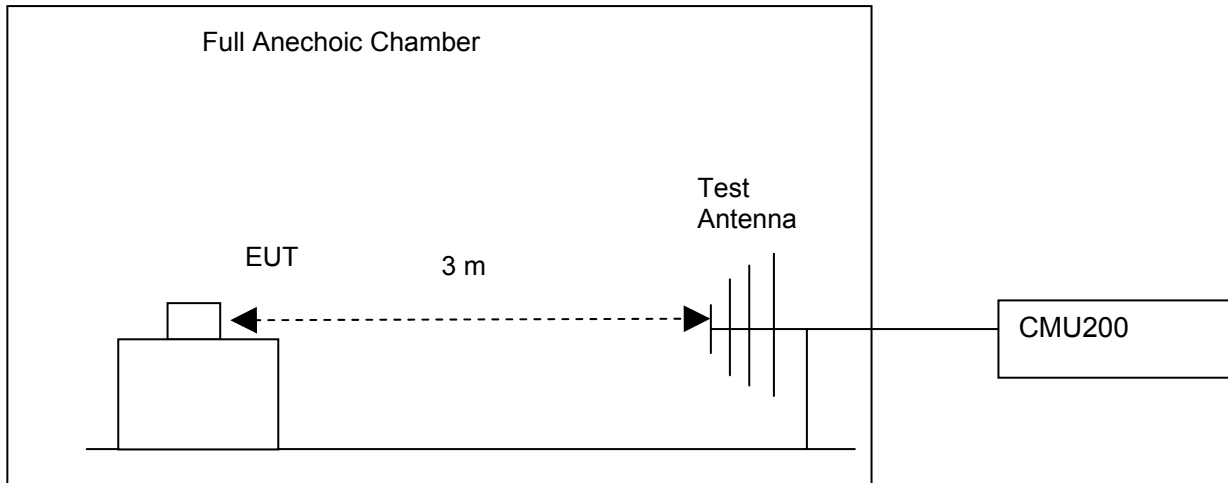 Full Anechoic Chamber
Test
Antenna
EUT
3 m
CMU200